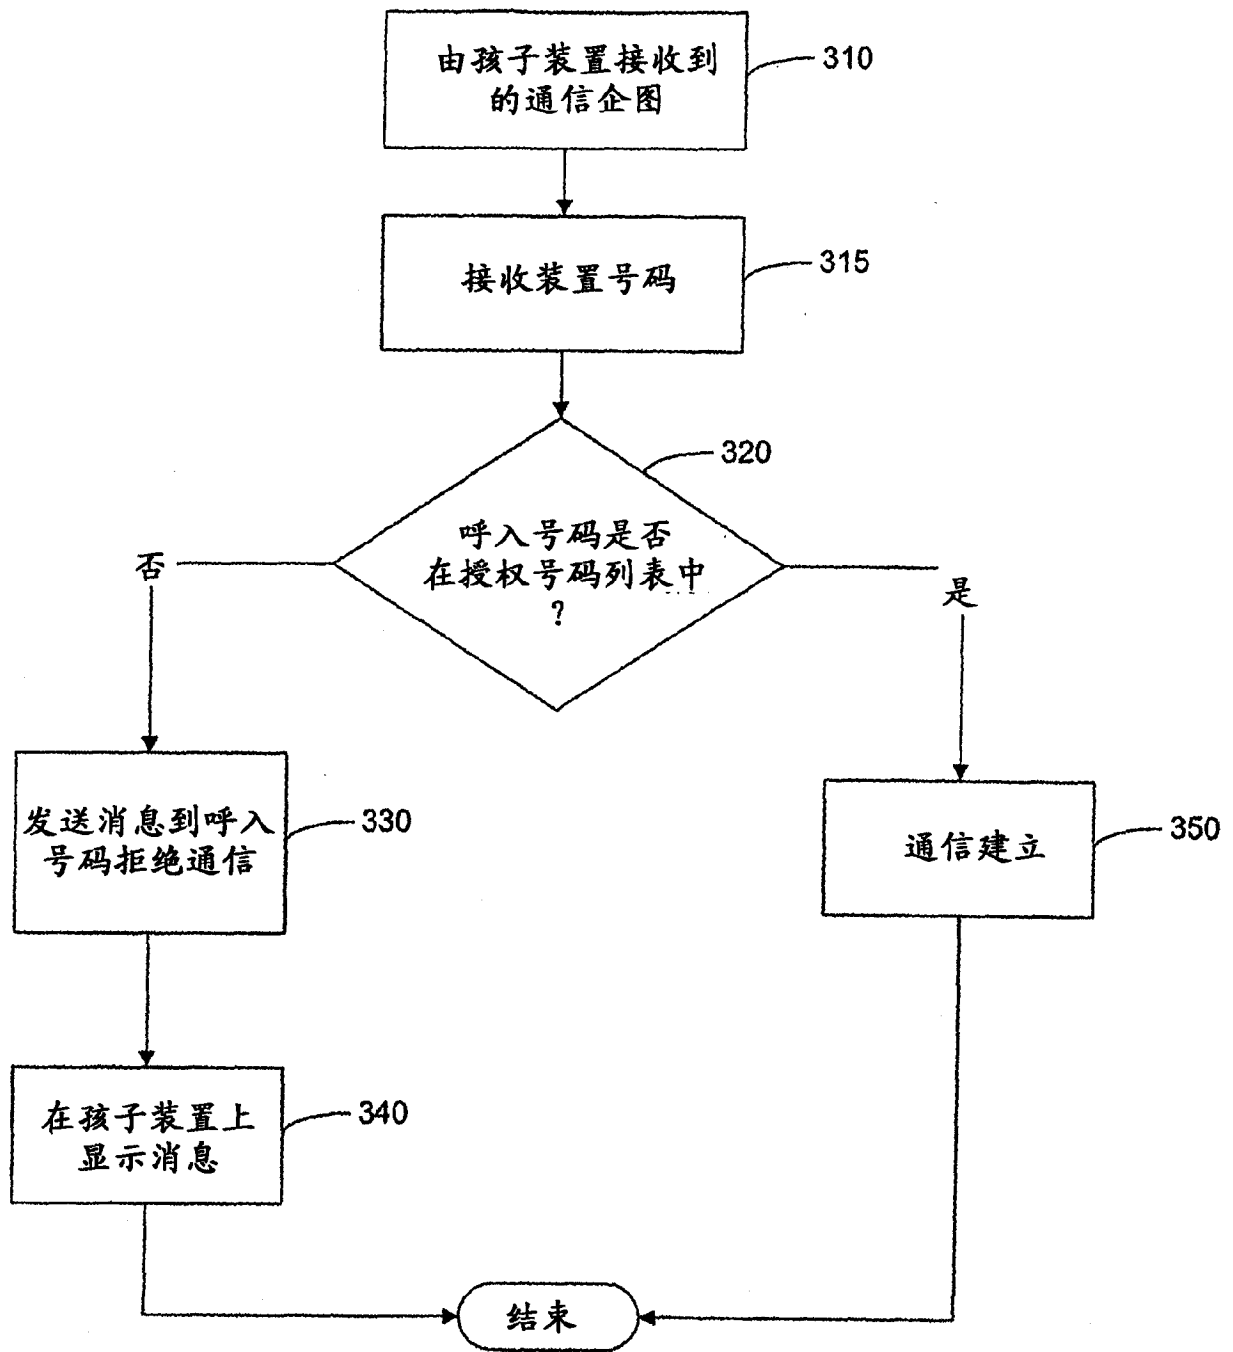 由孩子装置接收到
的通信企图
310
接收装置号码
315
320
呼入号码是否
在授权号码列表中
?
否
是
发送消息到呼入
号码拒绝通信
330
通信建立
350
在孩子装置上
显示消息
340
结束